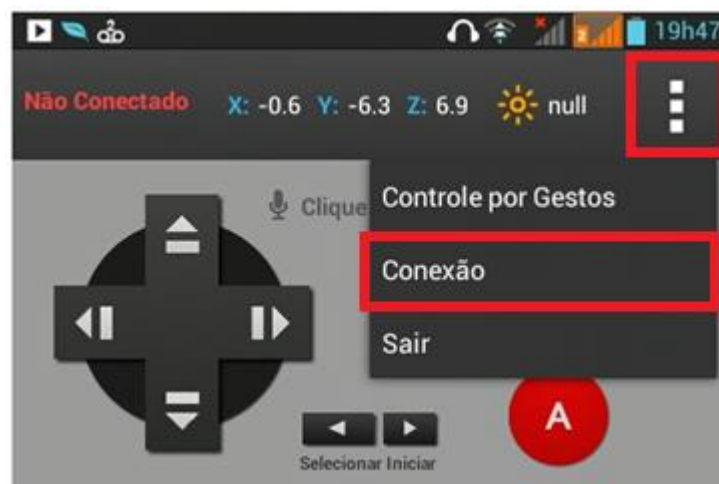 19h47
Não Conectado X: -0.6 Y: -6.3 Z: 6.9 null
Clique
Controle por Gestos
Conexão
Sair
A
Selecionar Iniciar